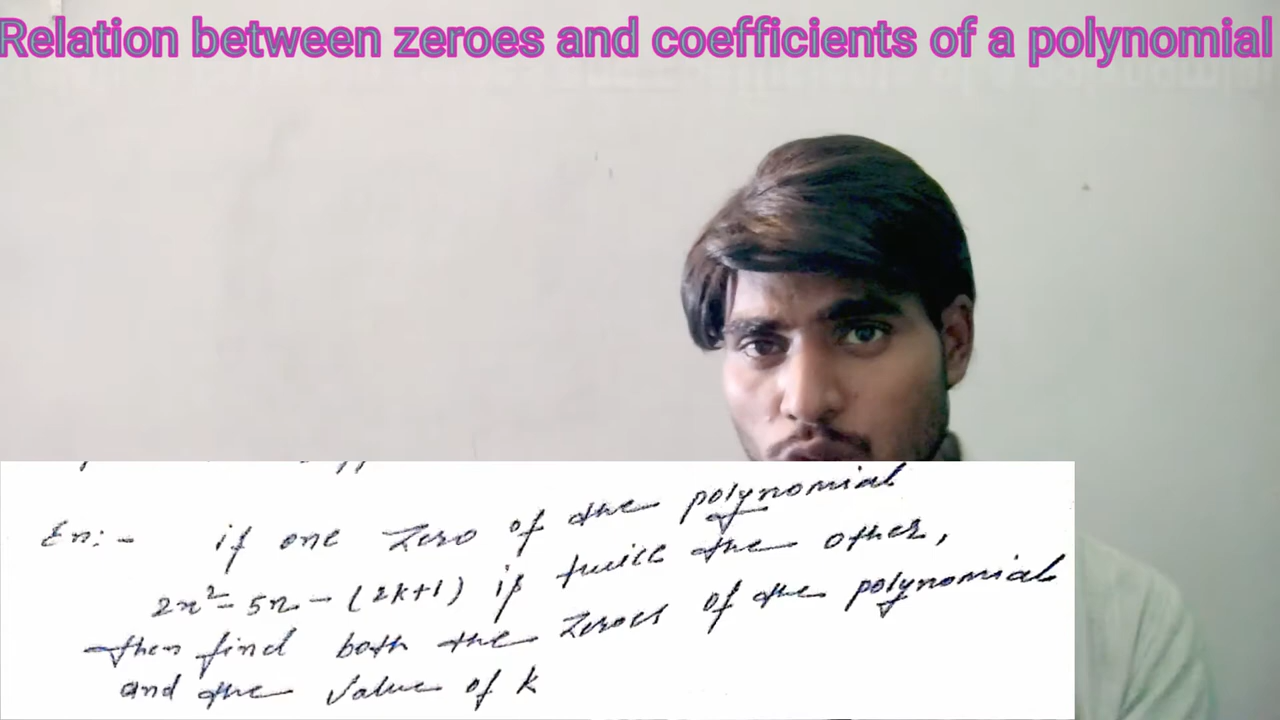 Relation between zeroes and coefficients of a polynomial
Ex:- if one zero of the polynomial
2x²-5x-(2k+1) is twice the other,
then find both the zeroes of the polynomial
and the value of k